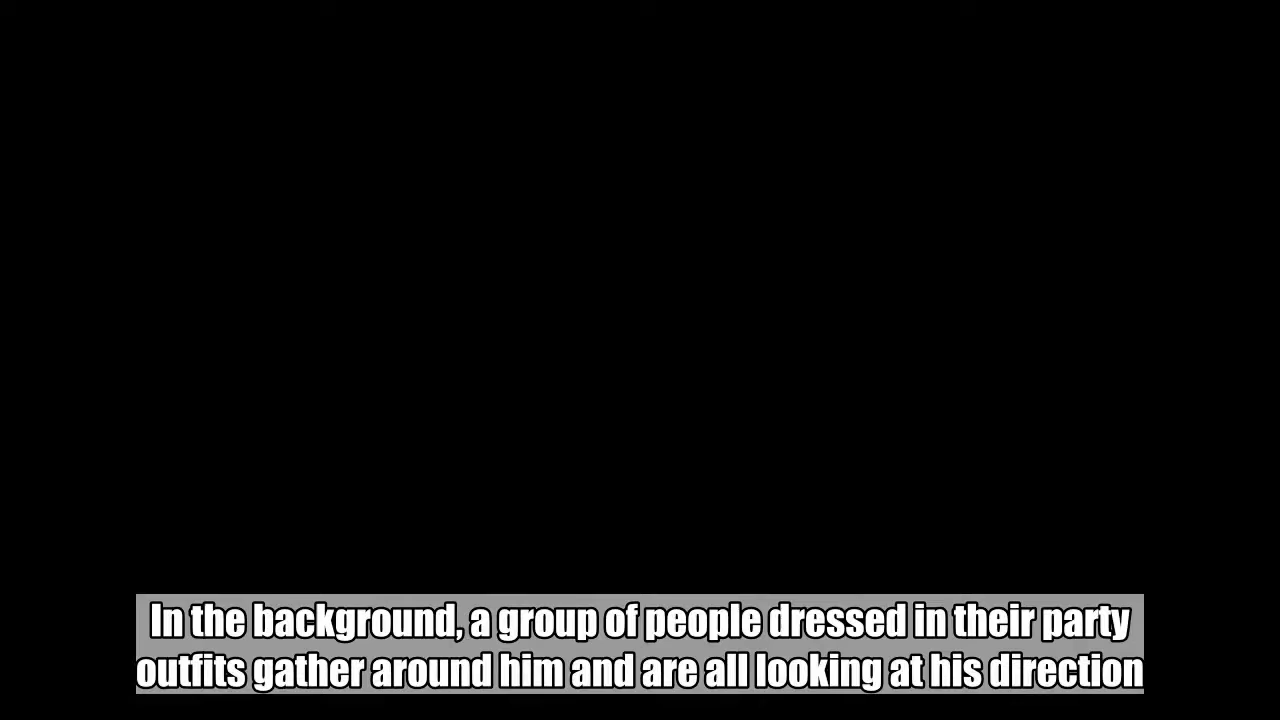 In the background, a group of people dressed in their party
outfits gather around him and are all looking at his direction